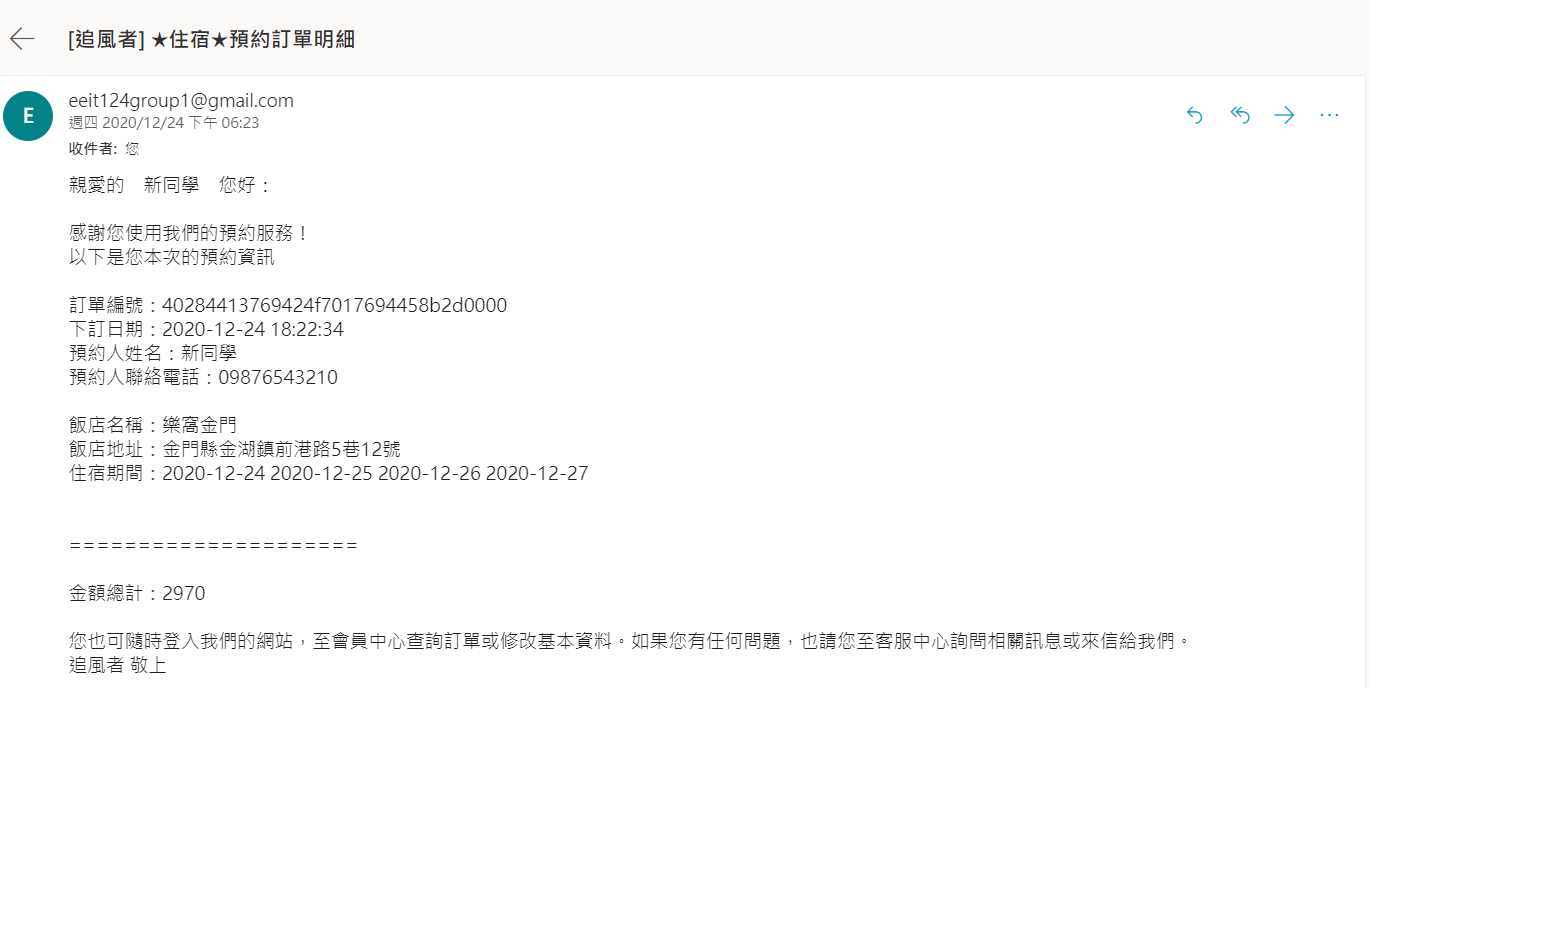 [追風者] ★住宿★預約訂單明細
E
eeit124group1@gmail.com
週四 2020/12/24 下午 06:23
收件者: 您
親愛的　新同學　您好：
感謝您使用我們的預約服務！
以下是您本次的預約資訊
訂單編號：40284413769424f7017694458b2d0000
下訂日期：2020-12-24 18:22:34
預約人姓名：新同學
預約人聯絡電話：09876543210
飯店名稱：樂窩金門
飯店地址：金門縣金湖鎮前港路5巷12號
住宿期間：2020-12-24 2020-12-25 2020-12-26 2020-12-27
=====================
金額總計：2970
您也可隨時登入我們的網站，至會員中心查詢訂單或修改基本資料。如果您有任何問題，也請您至客服中心詢問相關訊息或來信給我們。
追風者 敬上